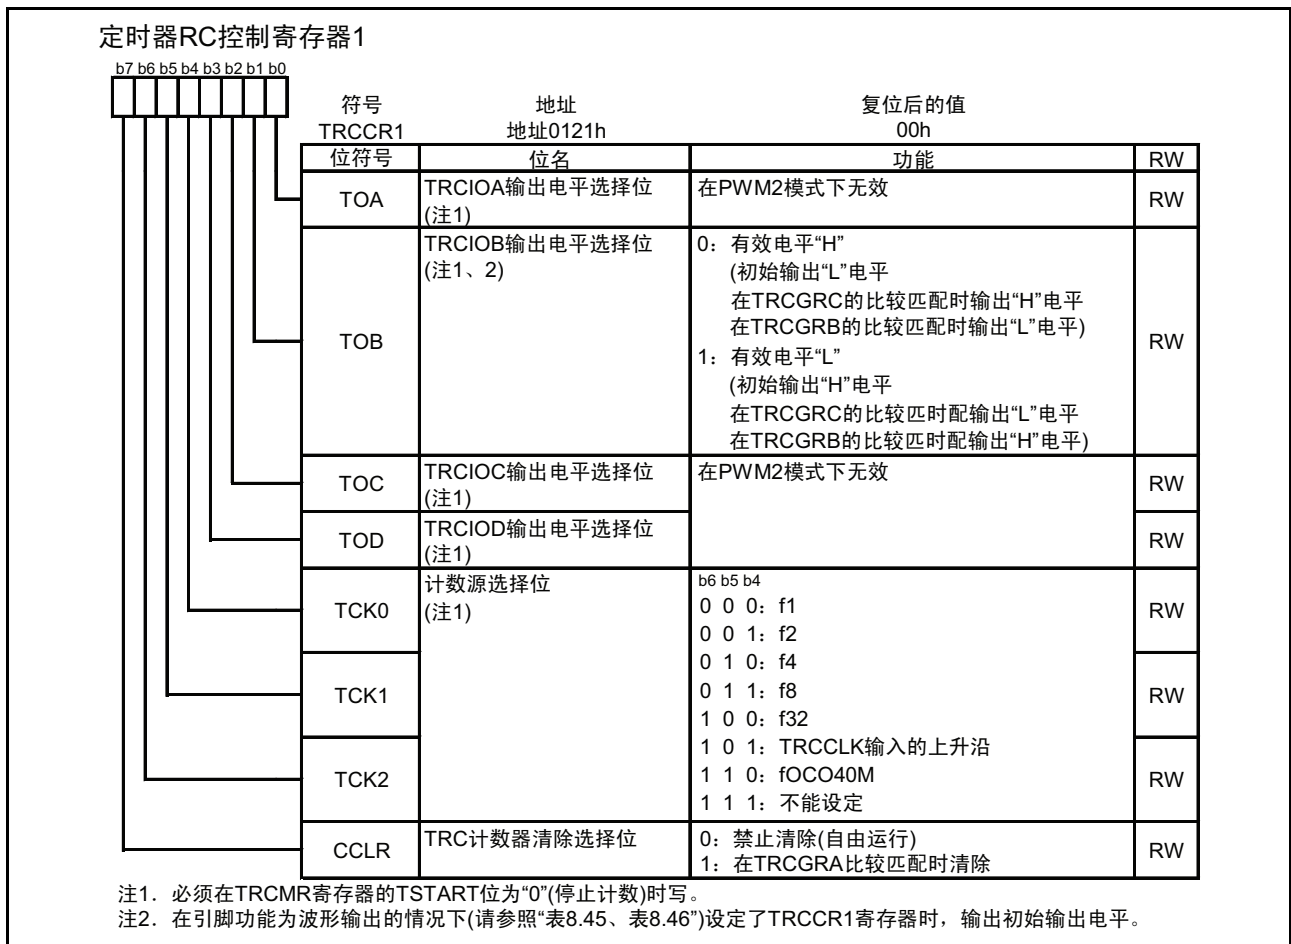 定时器RC控制寄存器1
b7 b6 b5 b4 b3 b2 b1 b0
符号 地址 复位后的值
TRCCR1 地址0121h 00h
位符号 位名 功能 RW
TOA TRCIOA输出电平选择位 在PWM2模式下无效 RW
(注1)
TOB TRCIOB输出电平选择位 0：有效电平“H” RW
(注1、2) (初始输出“L”电平
在TRCGRC的比较匹配时输出“H”电平
在TRCGRB的比较匹配时输出“L”电平)
1：有效电平“L”
(初始输出“H”电平
在TRCGRC的比较匹时配输出“L”电平
在TRCGRB的比较匹时配输出“H”电平)
TOC TRCIOC输出电平选择位 在PWM2模式下无效 RW
(注1)
TOD TRCIOD输出电平选择位 RW
(注1)
计数源选择位 b6 b5 b4
TCK0 (注1) 0 0 0：f1 RW
0 0 1：f2
0 1 0：f4
TCK1 0 1 1：f8 RW
1 0 0：f32
1 0 1：TRCCLK输入的上升沿
TCK2 1 1 0：fOCO40M RW
1 1 1：不能设定
CCLR TRC计数器清除选择位 0：禁止清除(自由运行) RW
1：在TRCGRA比较匹配时清除
注1．必须在TRCMR寄存器的TSTART位为“0”(停止计数)时写。
注2．在引脚功能为波形输出的情况下(请参照“表8.45、表8.46”)设定了TRCCR1寄存器时，输出初始输出电平。